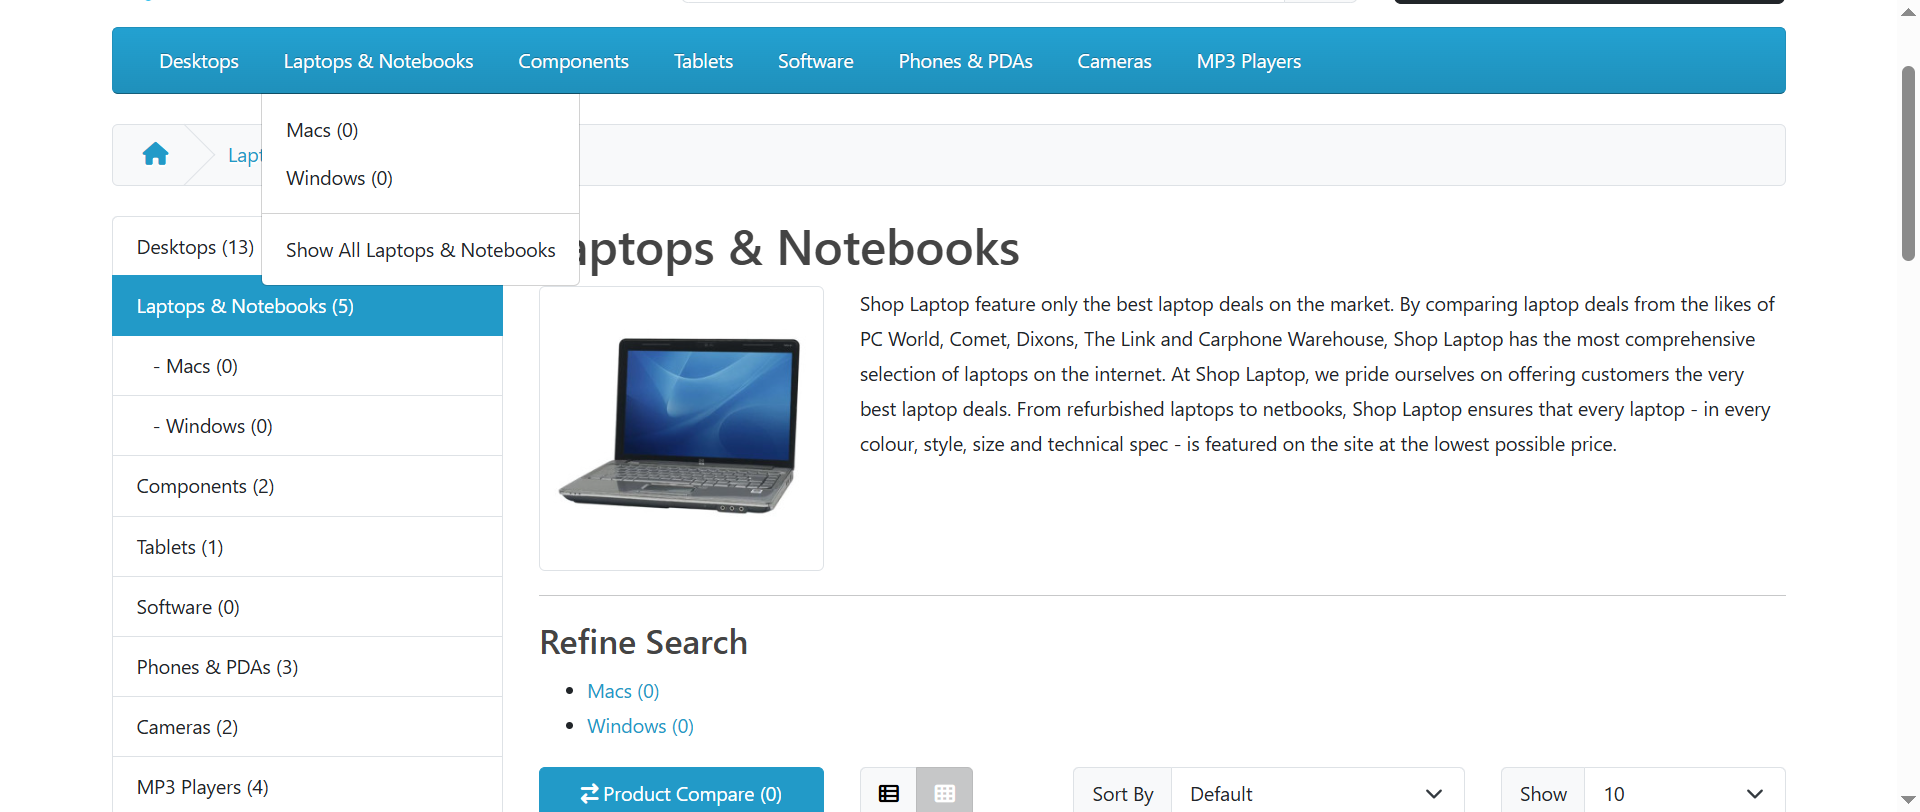 Desktops Laptops & Notebooks Components Tablets Software Phones & PDAs Cameras MP3 Players
Macs (0)
Windows (0)
Show All Laptops & Notebooks
Desktops (13)
Laptops & Notebooks (5)
- Macs (0)
- Windows (0)
Components (2)
Tablets (1)
Software (0)
Phones & PDAs (3)
Cameras (2)
MP3 Players (4)
aptops & Notebooks
Shop Laptop feature only the best laptop deals on the market. By comparing laptop deals from the likes of
PC World, Comet, Dixons, The Link and Carphone Warehouse, Shop Laptop has the most comprehensive
selection of laptops on the internet. At Shop Laptop, we pride ourselves on offering customers the very
best laptop deals. From refurbished laptops to netbooks, Shop Laptop ensures that every laptop - in every
colour, style, size and technical spec - is featured on the site at the lowest possible price.
Refine Search
Macs (0)
Windows (0)
Product Compare (0) Sort By Default Show 10